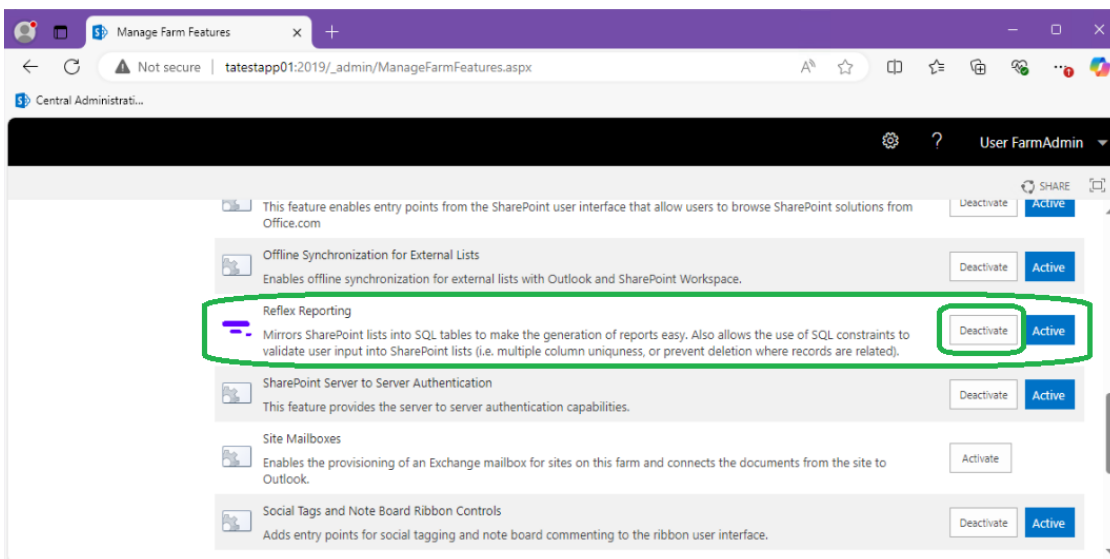 Manage Farm Features
Not secure | tatestapp01:2019/_admin/ManageFarmFeatures.aspx
Central Administrati...
? User FarmAdmin
SHARE
This feature enables entry points from the SharePoint user interface that allow users to browse SharePoint solutions from
Office.com
Deactivate Active
Offline Synchronization for External Lists
Enables offline synchronization for external lists with Outlook and SharePoint Workspace.
Deactivate Active
Reflex Reporting
Mirrors SharePoint lists into SQL tables to make the generation of reports easy. Also allows the use of SQL constraints to
validate user input into SharePoint lists (i.e. multiple column uniquness, or prevent deletion where records are related).
Deactivate Active
SharePoint Server to Server Authentication
This feature provides the server to server authentication capabilities.
Deactivate Active
Site Mailboxes
Enables the provisioning of an Exchange mailbox for sites on this farm and connects the documents from the site to
Outlook.
Activate
Social Tags and Note Board Ribbon Controls
Adds entry points for social tagging and note board commenting to the ribbon user interface.
Deactivate Active